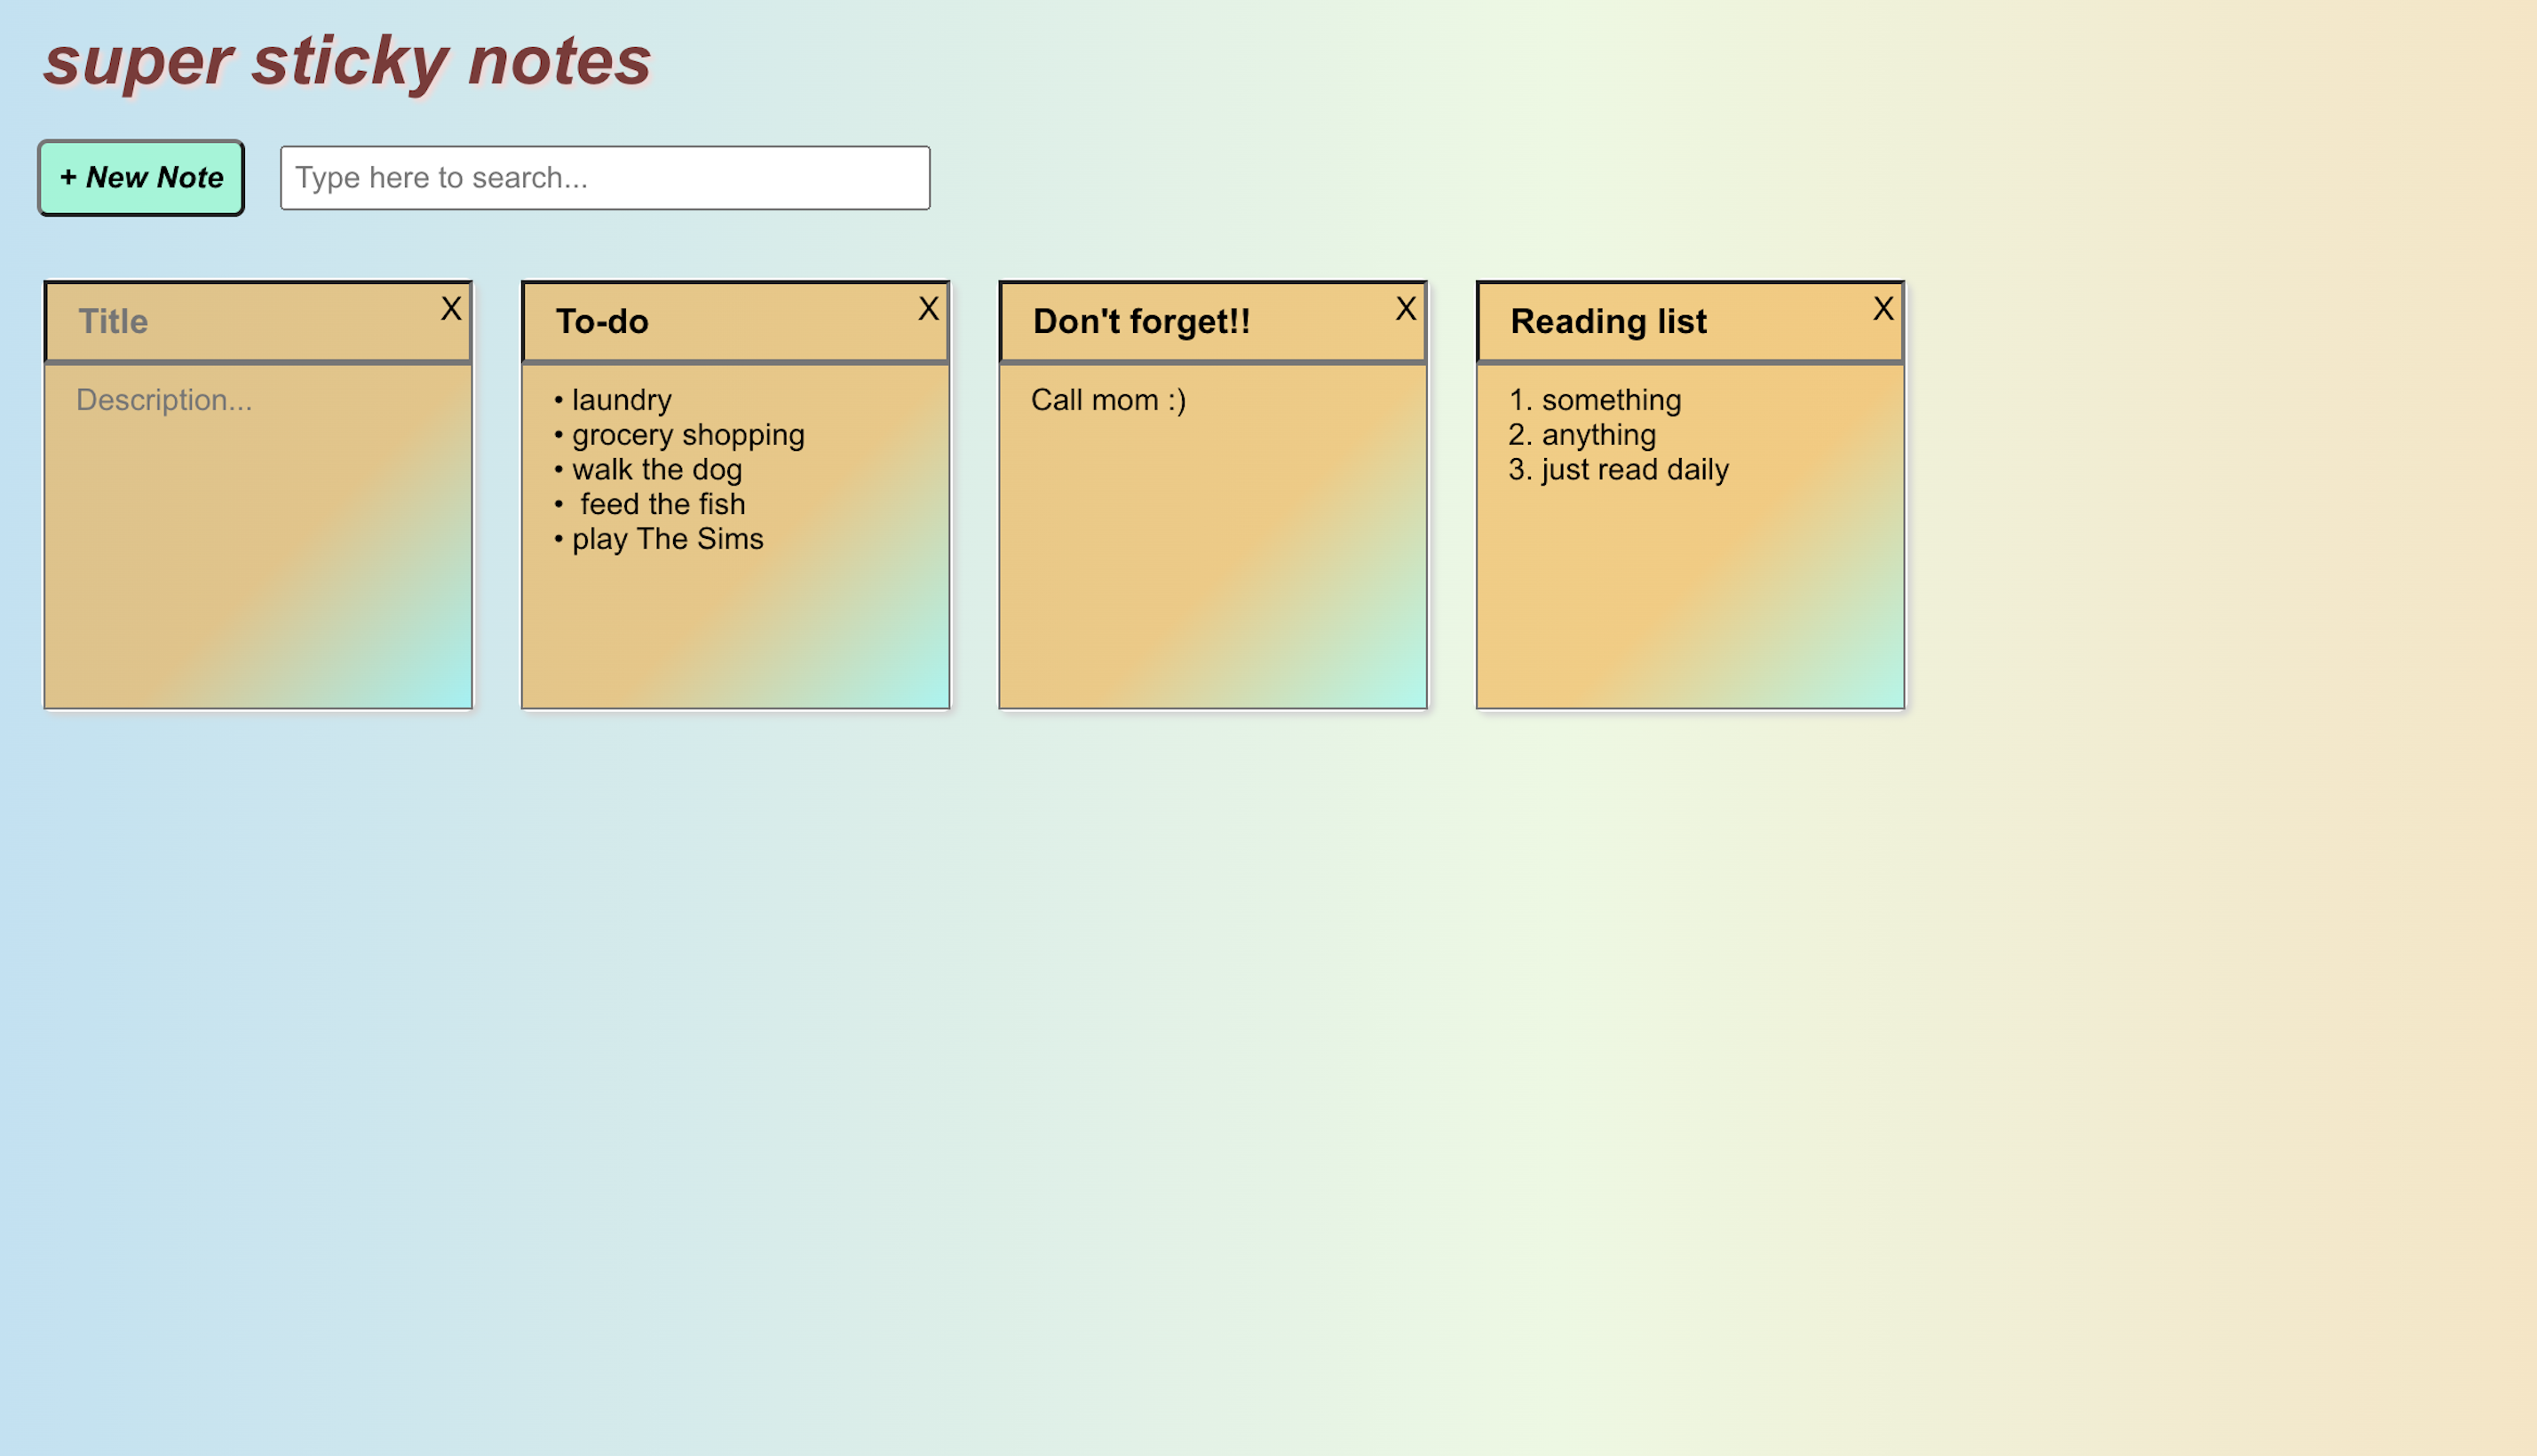 super sticky notes
+ New Note
Type here to search...
Title
X
Description...
To-do
X
• laundry
• grocery shopping
• walk the dog
•  feed the fish
• play The Sims
Don't forget!!
X
Call mom :)
Reading list
X
1. something
2. anything
3. just read daily